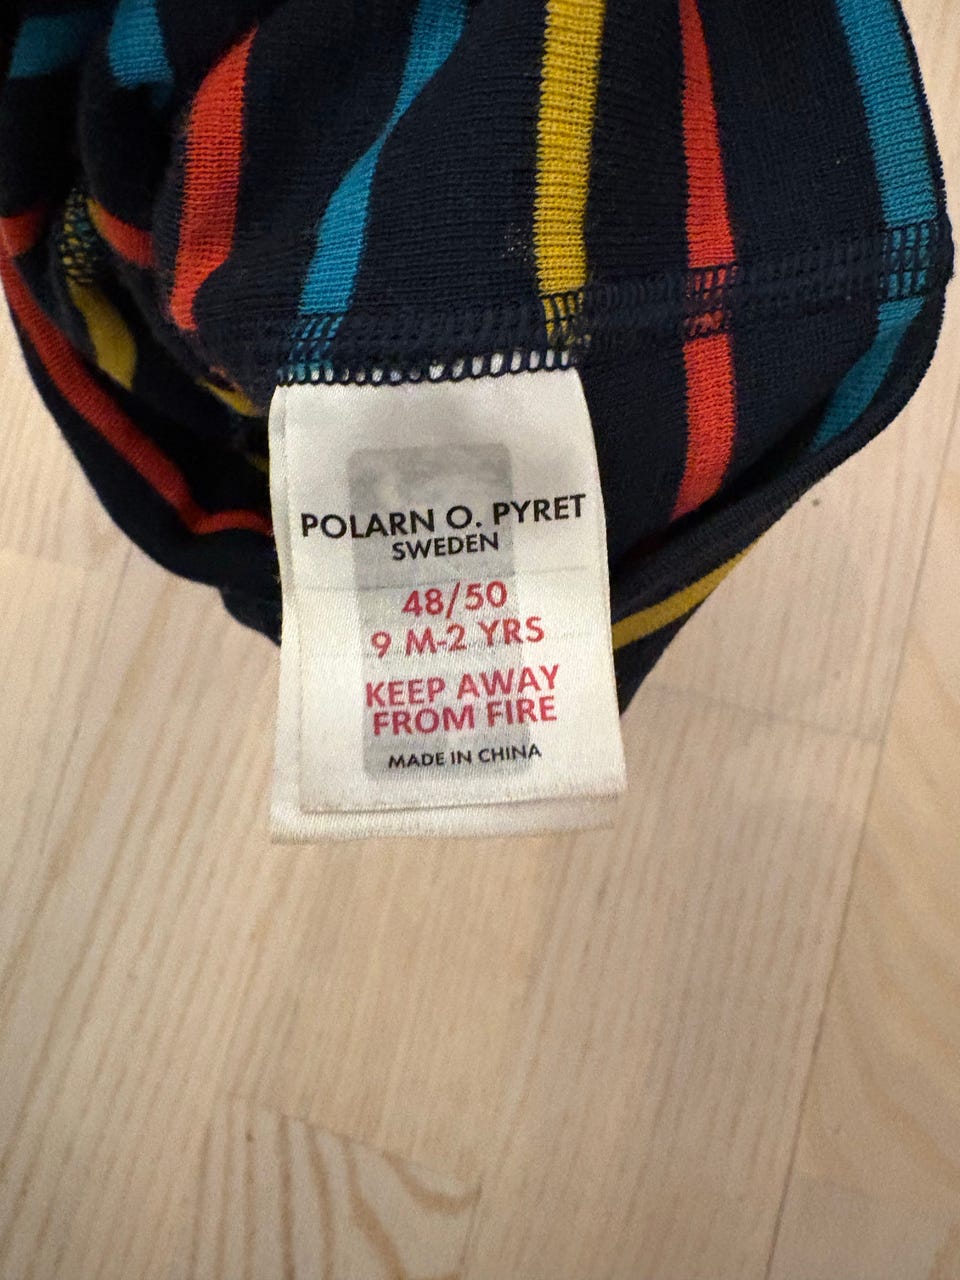 POLARN O. PYRET
SWEDEN
48/50
9 M-2 YRS
KEEP AWAY
FROM FIRE
MADE IN CHINA